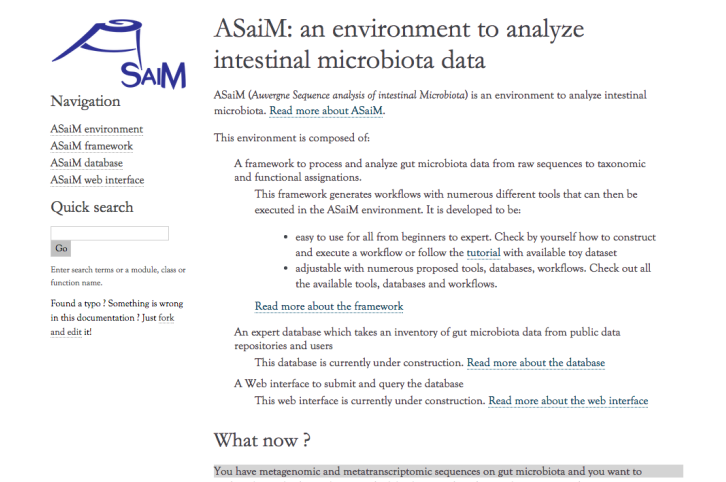 ASaiM
Navigation
ASaiM environment
ASaiM framework
ASaiM database
ASaiM web interface
Quick search
Go
Enter search terms or a module, class or
function name.
Found a typo ? Something is wrong
in this documentation ? Just fork
and edit it!
ASaiM: an environment to analyze
intestinal microbiota data
ASaiM (Auvergne Sequence analysis of intestinal Microbiota) is an environment to analyze intestinal
microbiota. Read more about ASaiM.
This environment is composed of:
A framework to process and analyze gut microbiota data from raw sequences to taxonomic
and functional assignations.
This framework generates workflows with numerous different tools that can then be
executed in the ASaiM environment. It is developed to be:
• easy to use for all from beginners to expert. Check by yourself how to construct
and execute a workflow or follow the tutorial with available toy dataset
• adjustable with numerous proposed tools, databases, workflows. Check out all
the available tools, databases and workflows.
Read more about the framework
An expert database which takes an inventory of gut microbiota data from public data
repositories and users
This database is currently under construction. Read more about the database
A Web interface to submit and query the database
This web interface is currently under construction. Read more about the web interface
What now ?
You have metagenomic and metatranscriptomic sequences on gut microbiota and you want to